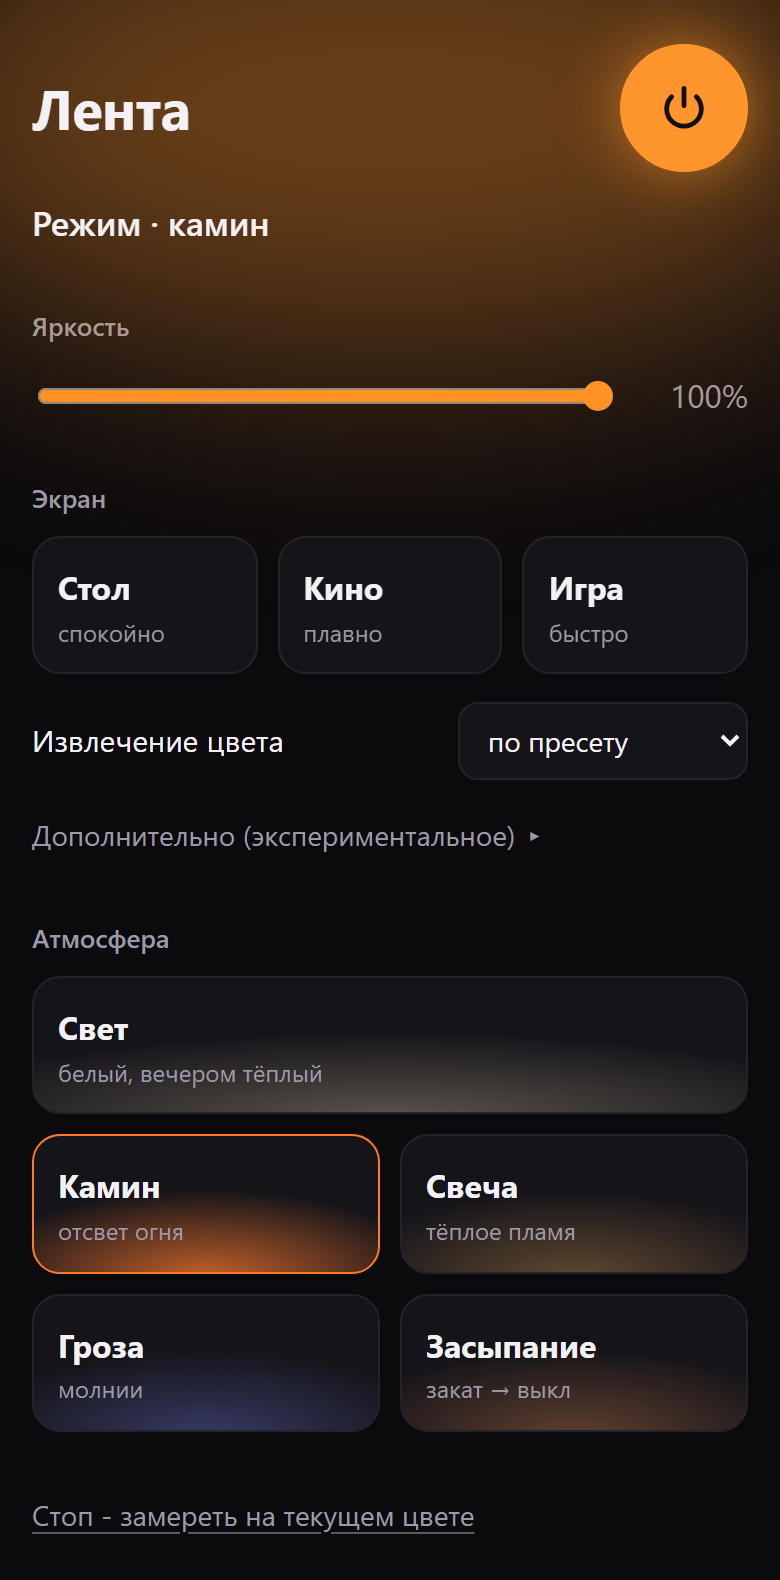 Лента
Режим · камин
Яркость
100%
Экран
Стол
спокойно
Кино
плавно
Игра
быстро
Извлечение цвета
по пресету
Дополнительно (экспериментальное) ▸
Атмосфера
Свет
белый, вечером тёплый
Камин
отсвет огня
Свеча
тёплое пламя
Гроза
молнии
Засыпание
закат → выкл
Стоп - замереть на текущем цвете